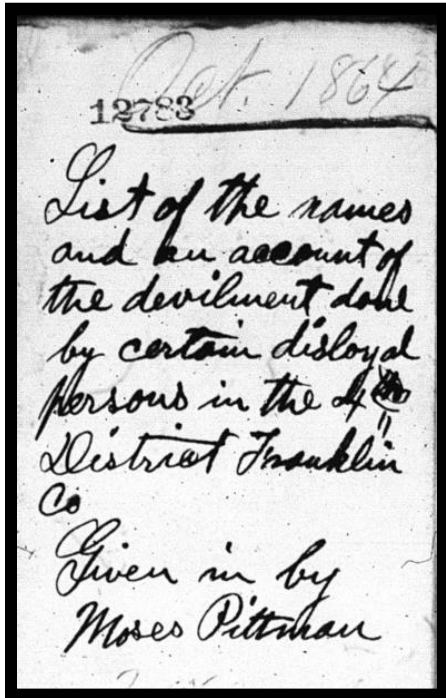 Oct. 1864
12783
List of the names
and an account of
the devilment done
by certain disloyal
persons in the 4th
District Franklin
Co
Given in by
Moses Pittman